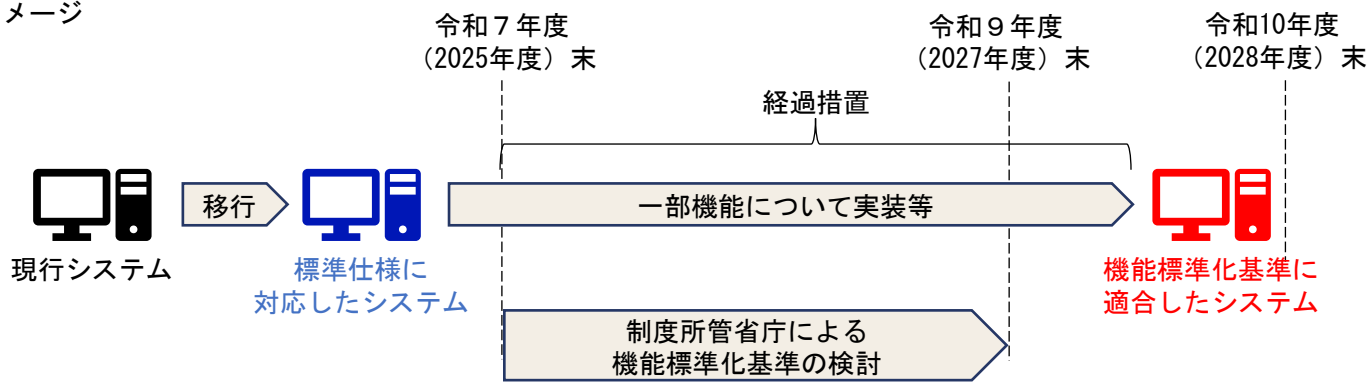 メージ
令和７年度
（2025年度）末
令和９年度
（2027年度）末
令和10年度
（2028年度）末
経過措置
移行
一部機能について実装等
現行システム
標準仕様に
対応したシステム
機能標準化基準に
適合したシステム
制度所管省庁による
機能標準化基準の検討